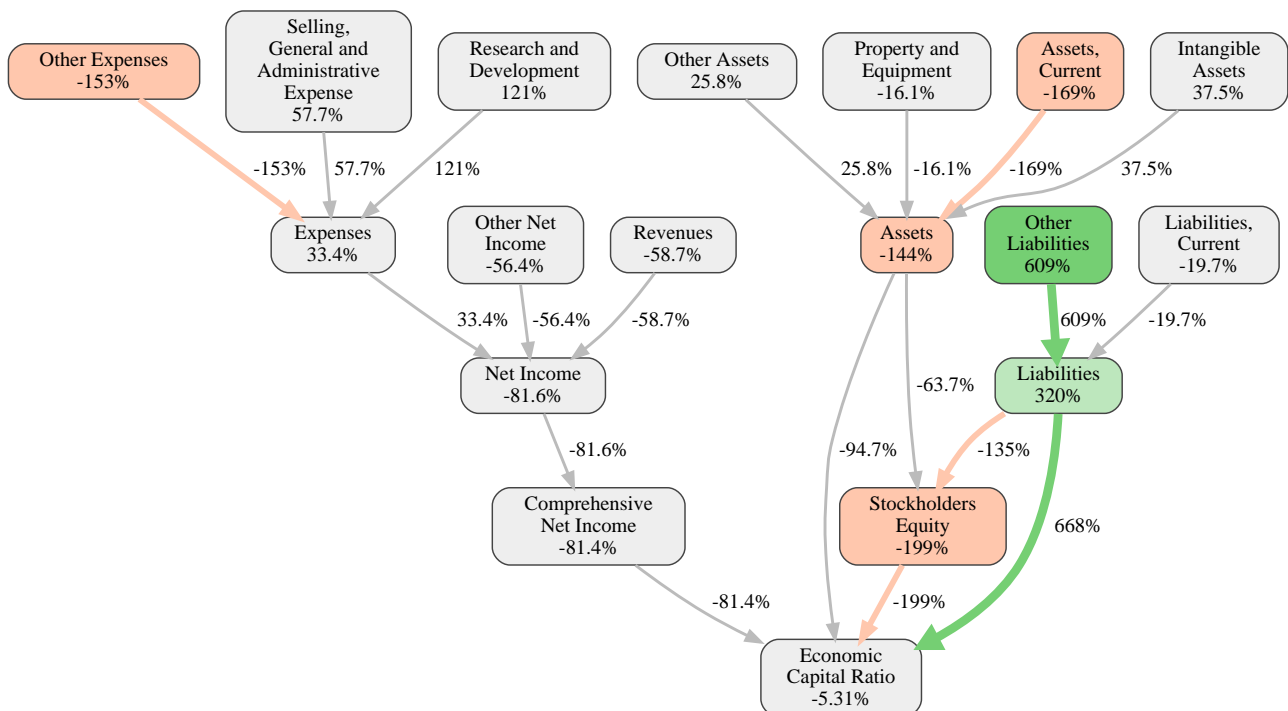 Other Expenses
-153%
Selling,
General and
Administrative
Expense
57.7%
Research and
Development
121%
Other Assets
25.8%
Property and
Equipment
-16.1%
Assets,
Current
-169%
Intangible
Assets
37.5%
-153%
57.7%
121%
25.8%
-16.1%
-169%
37.5%
Expenses
33.4%
Other Net
Income
-56.4%
Revenues
-58.7%
Assets
-144%
Other
Liabilities
609%
Liabilities,
Current
-19.7%
33.4%
-56.4%
-58.7%
609%
-19.7%
Net Income
-81.6%
-63.7%
Liabilities
320%
-81.6%
-94.7%
-135%
Comprehensive
Net Income
-81.4%
Stockholders
Equity
-199%
668%
-81.4%
-199%
Economic
Capital Ratio
-5.31%